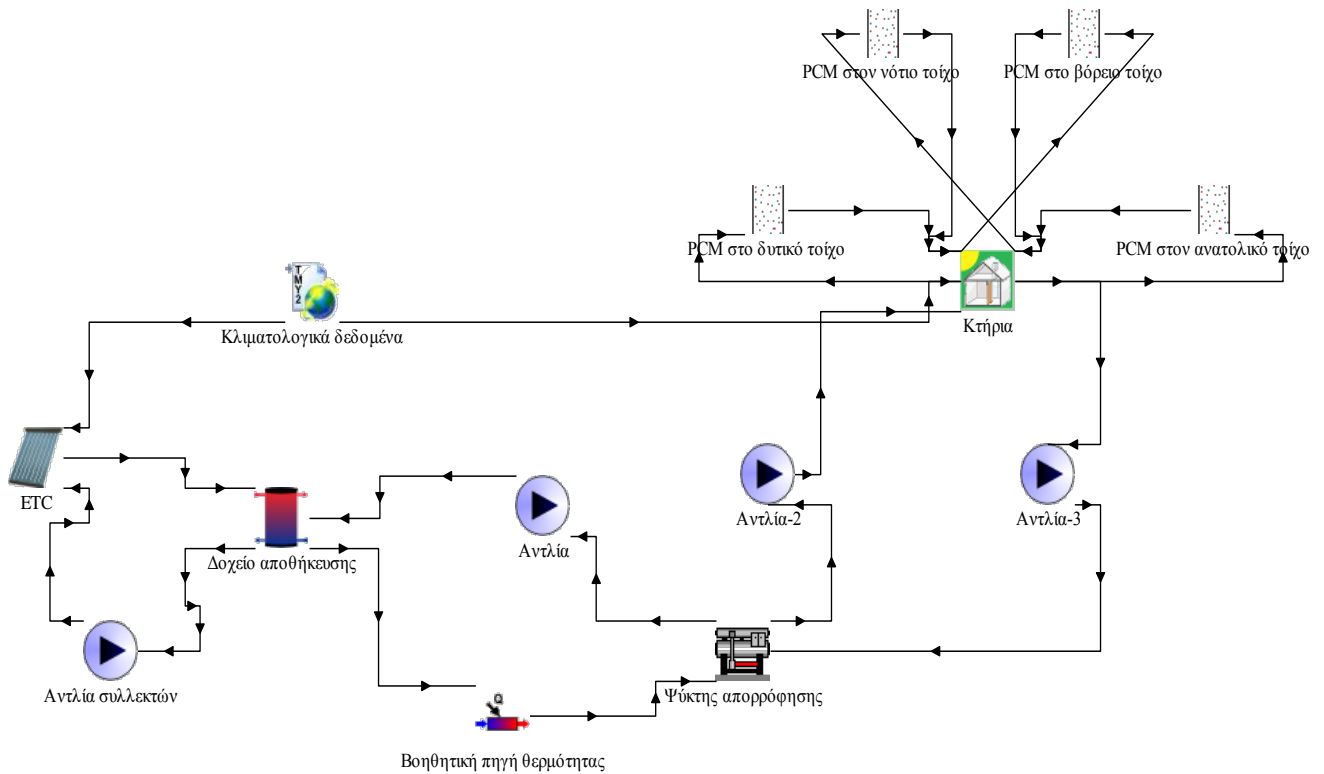 PCM στον νότιο τοίχο
PCM στο βόρειο τοίχο
PCM στο δυτικό τοίχο
PCM στον ανατολικό τοίχο
TMY2
Κλιματολογικά δεδομένα
Κτήρια
ETC
Δοχείο αποθήκευσης
Αντλία
Αντλία-2
Αντλία-3
Αντλία συλλεκτών
Ψύκτης απορρόφησης
Q
Βοηθητική πηγή θερμότητας